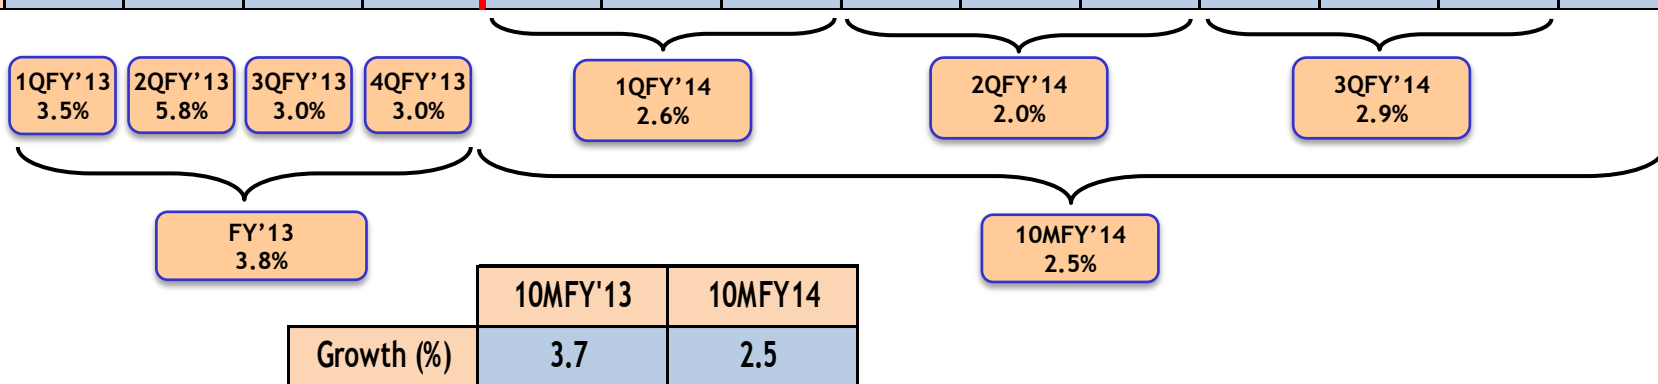 1QFY’13
3.5%
2QFY’13
5.8%
3QFY’13
3.0%
4QFY’13
3.0%
1QFY’14
2.6%
2QFY’14
2.0%
3QFY’14
2.9%
FY’13
3.8%
10MFY’14
2.5%
10MFY'13 10MFY14
Growth (%) 3.7 2.5